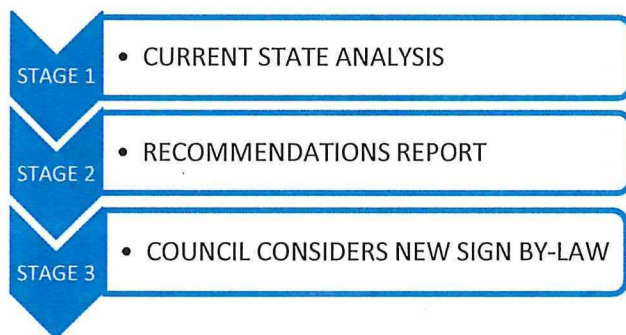 STAGE 1
• CURRENT STATE ANALYSIS
STAGE 2
• RECOMMENDATIONS REPORT
STAGE 3
• COUNCIL CONSIDERS NEW SIGN BY-LAW